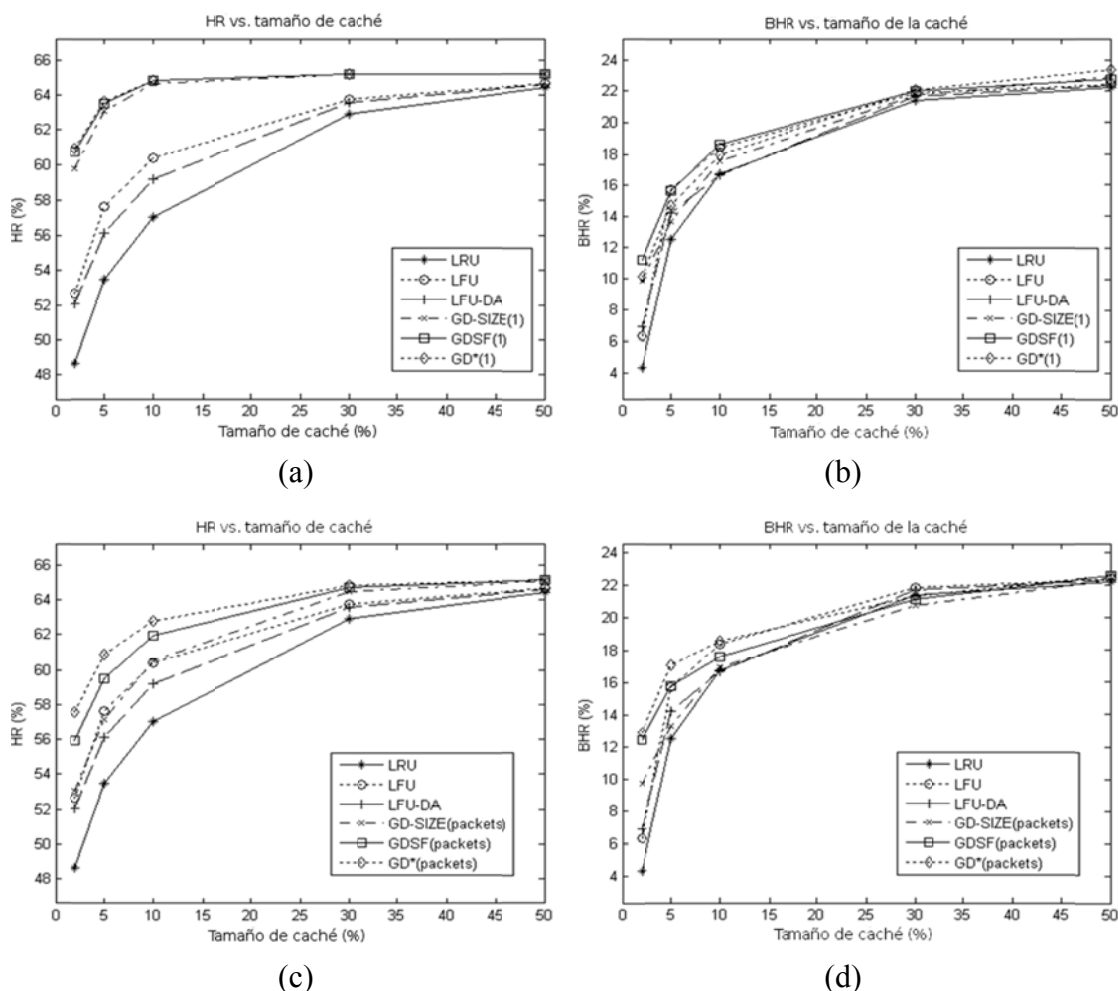 HR vs. tamaño de caché
66
64
62
60
58
56
54
52
50
48
HR (%)
LRU
LFU
LFU-DA
GD-SIZE(1)
GDSF(1)
GD*(1)
0 5 10 15 20 25 30 35 40 45 50
Tamaño de caché (%)
(a)
BHR vs. tamaño de la caché
24
22
20
18
16
14
12
10
8
6
4
BHR (%)
LRU
LFU
LFU-DA
GD-SIZE(1)
GDSF(1)
GD*(1)
0 5 10 15 20 25 30 35 40 45 50
Tamaño de caché (%)
(b)
HR vs. tamaño de caché
66
64
62
60
58
56
54
52
50
48
HR (%)
LRU
LFU
LFU-DA
GD-SIZE(packets)
GDSF(packets)
GD*(packets)
0 5 10 15 20 25 30 35 40 45 50
Tamaño de caché (%)
(c)
BHR vs. tamaño de la caché
24
22
20
18
16
14
12
10
8
6
4
BHR (%)
LRU
LFU
LFU-DA
GD-SIZE(packets)
GDSF(packets)
GD*(packets)
0 5 10 15 20 25 30 35 40 45 50
Tamaño de caché (%)
(d)